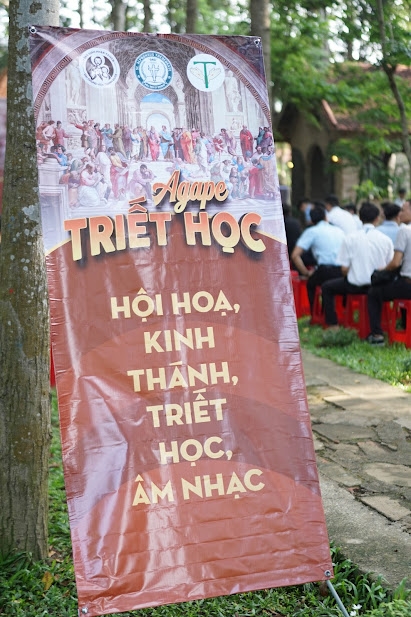 Agape
TRIẾT HỌC
HỘI HOẠ,
KINH
THÁNH,
TRIẾT
HỌC,
ÂM NHẠC